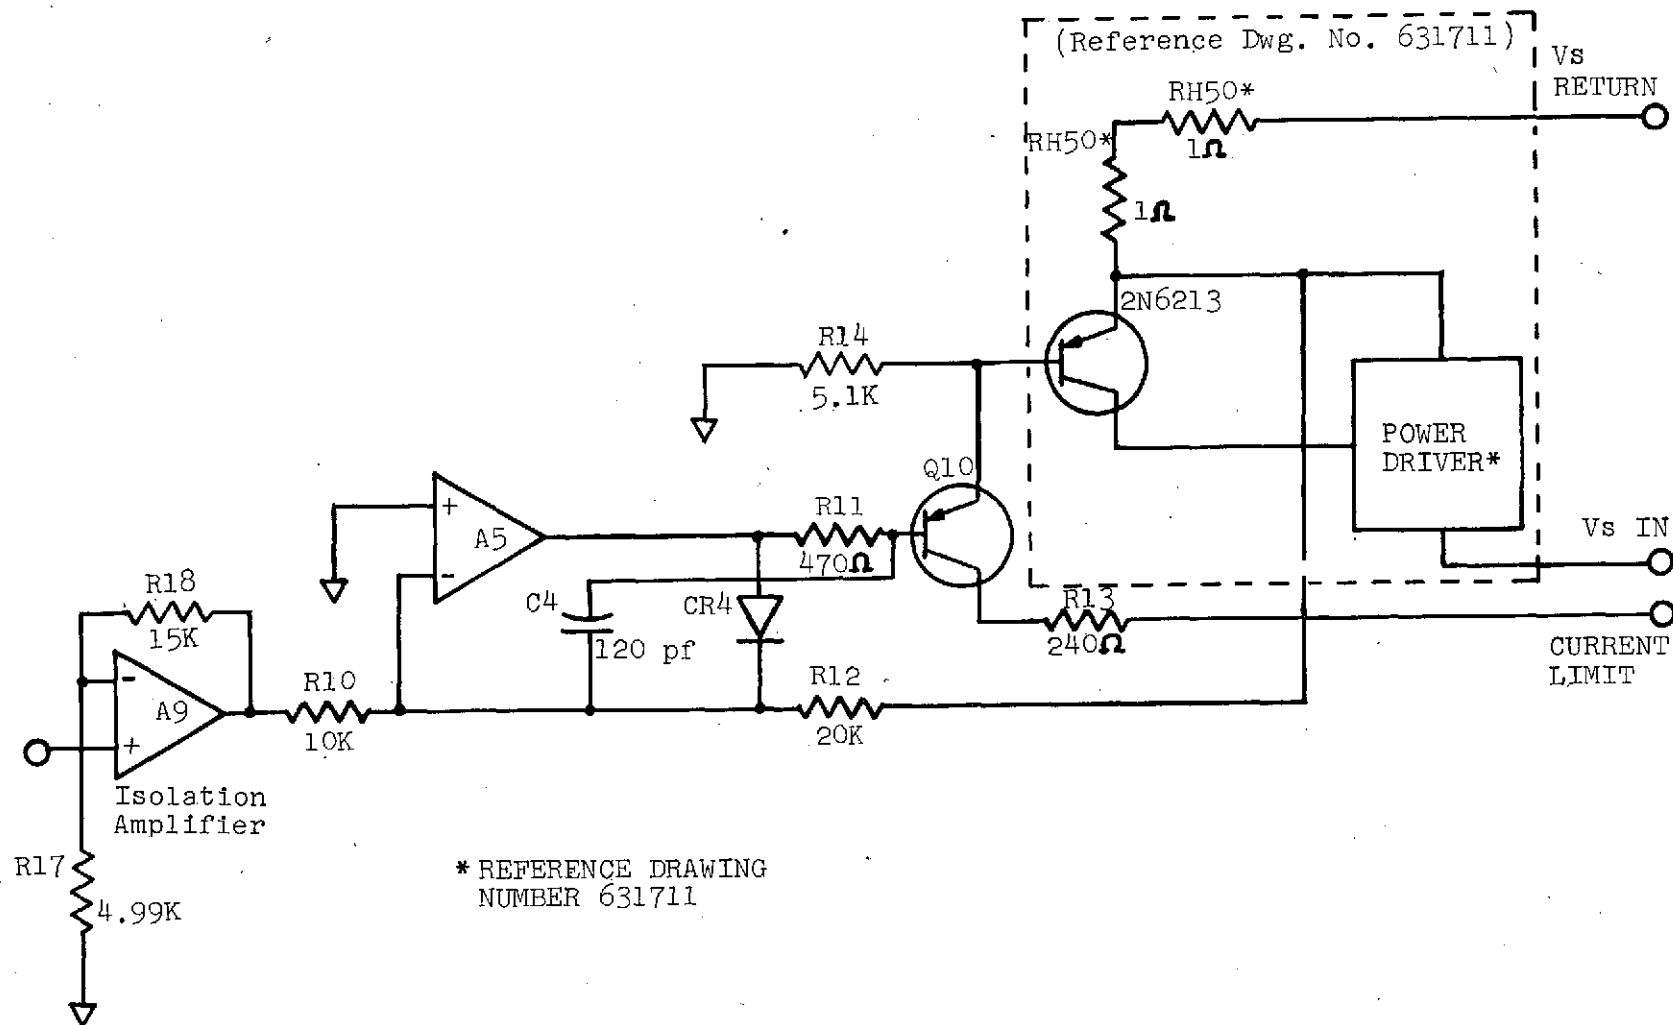 (Reference Dwg. No. 631711)
Vs
RETURN
RH50*
1Ω
RH50*
1Ω
2N6213
R14
5.1K
POWER
DRIVER*
Q10
Vs IN
+
A5
-
R11
470Ω
R18
15K
C4
120 pf
CR4
R13
240Ω
CURRENT
LIMIT
R10
10K
R12
20K
-
A9
+
Isolation
Amplifier
R17
4.99K
* REFERENCE DRAWING
NUMBER 631711